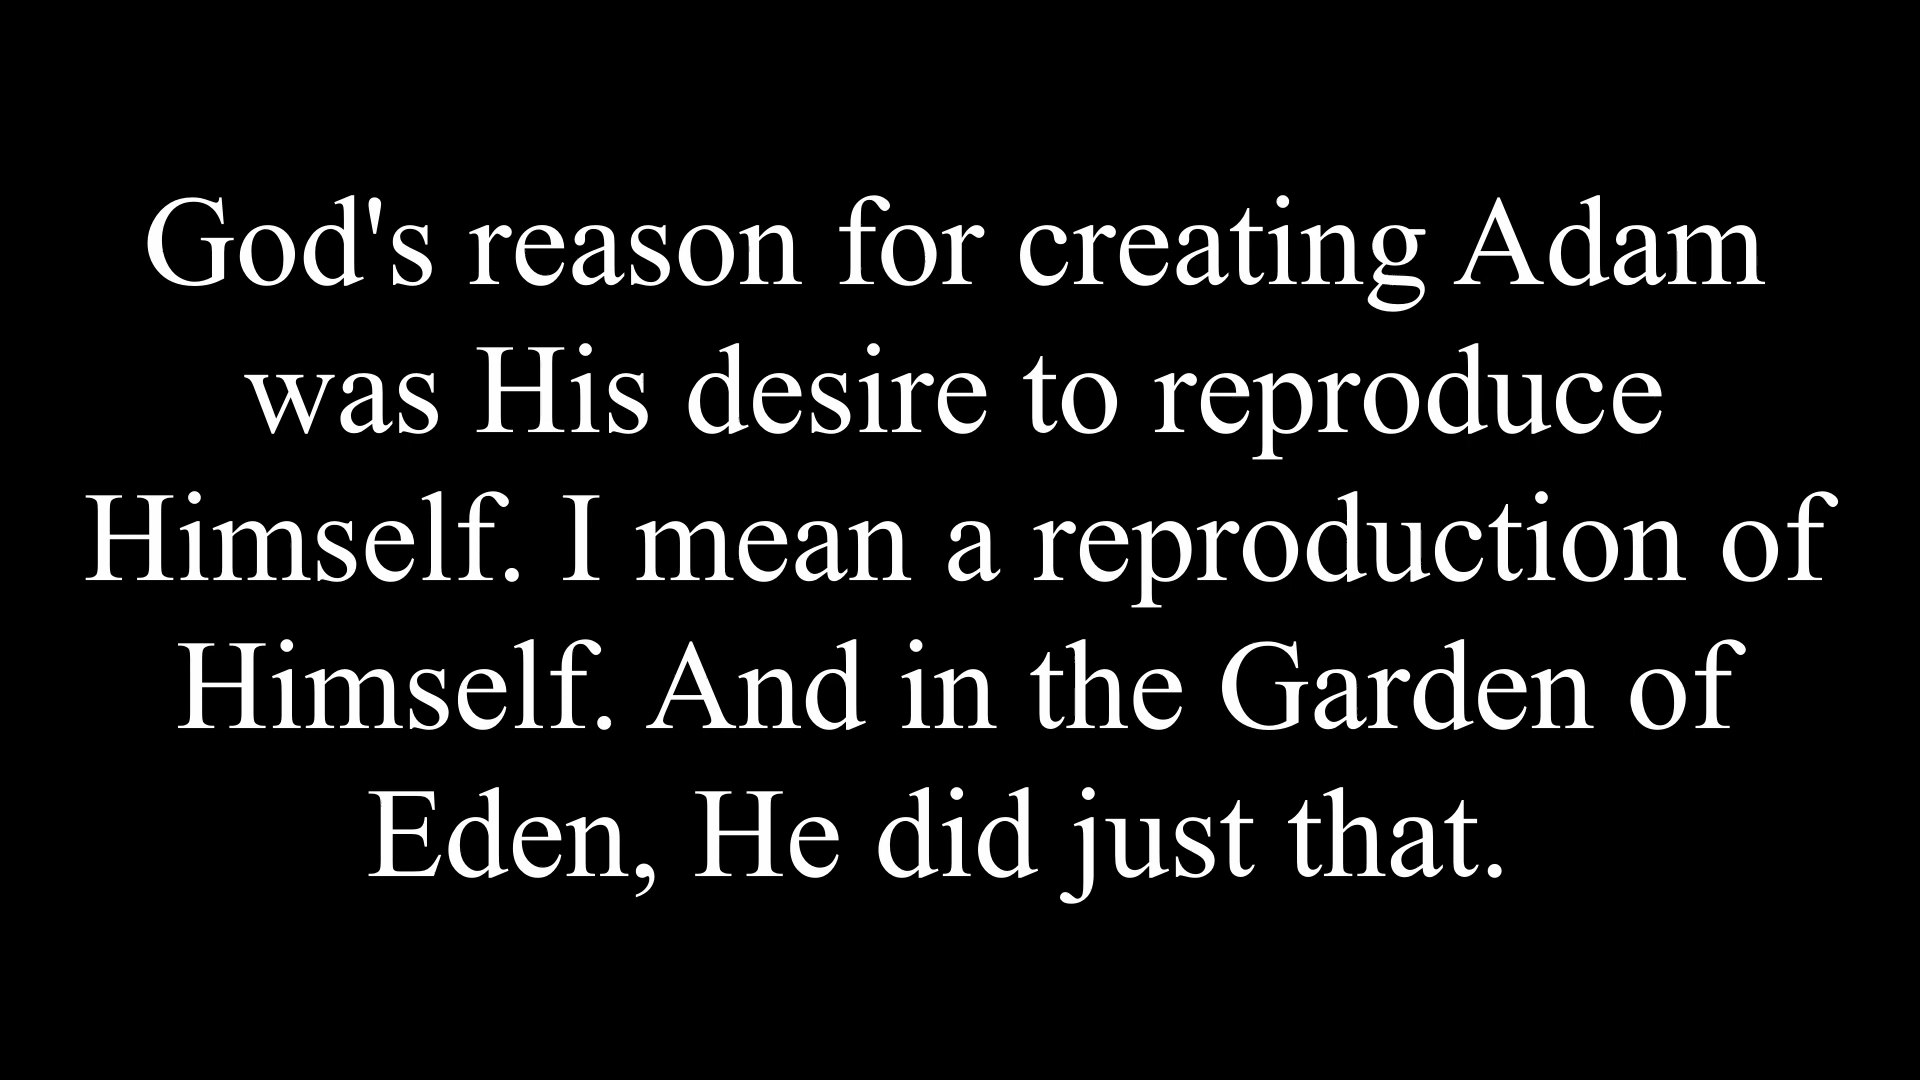 God's reason for creating Adam
was His desire to reproduce
Himself. I mean a reproduction of
Himself. And in the Garden of
Eden, He did just that.